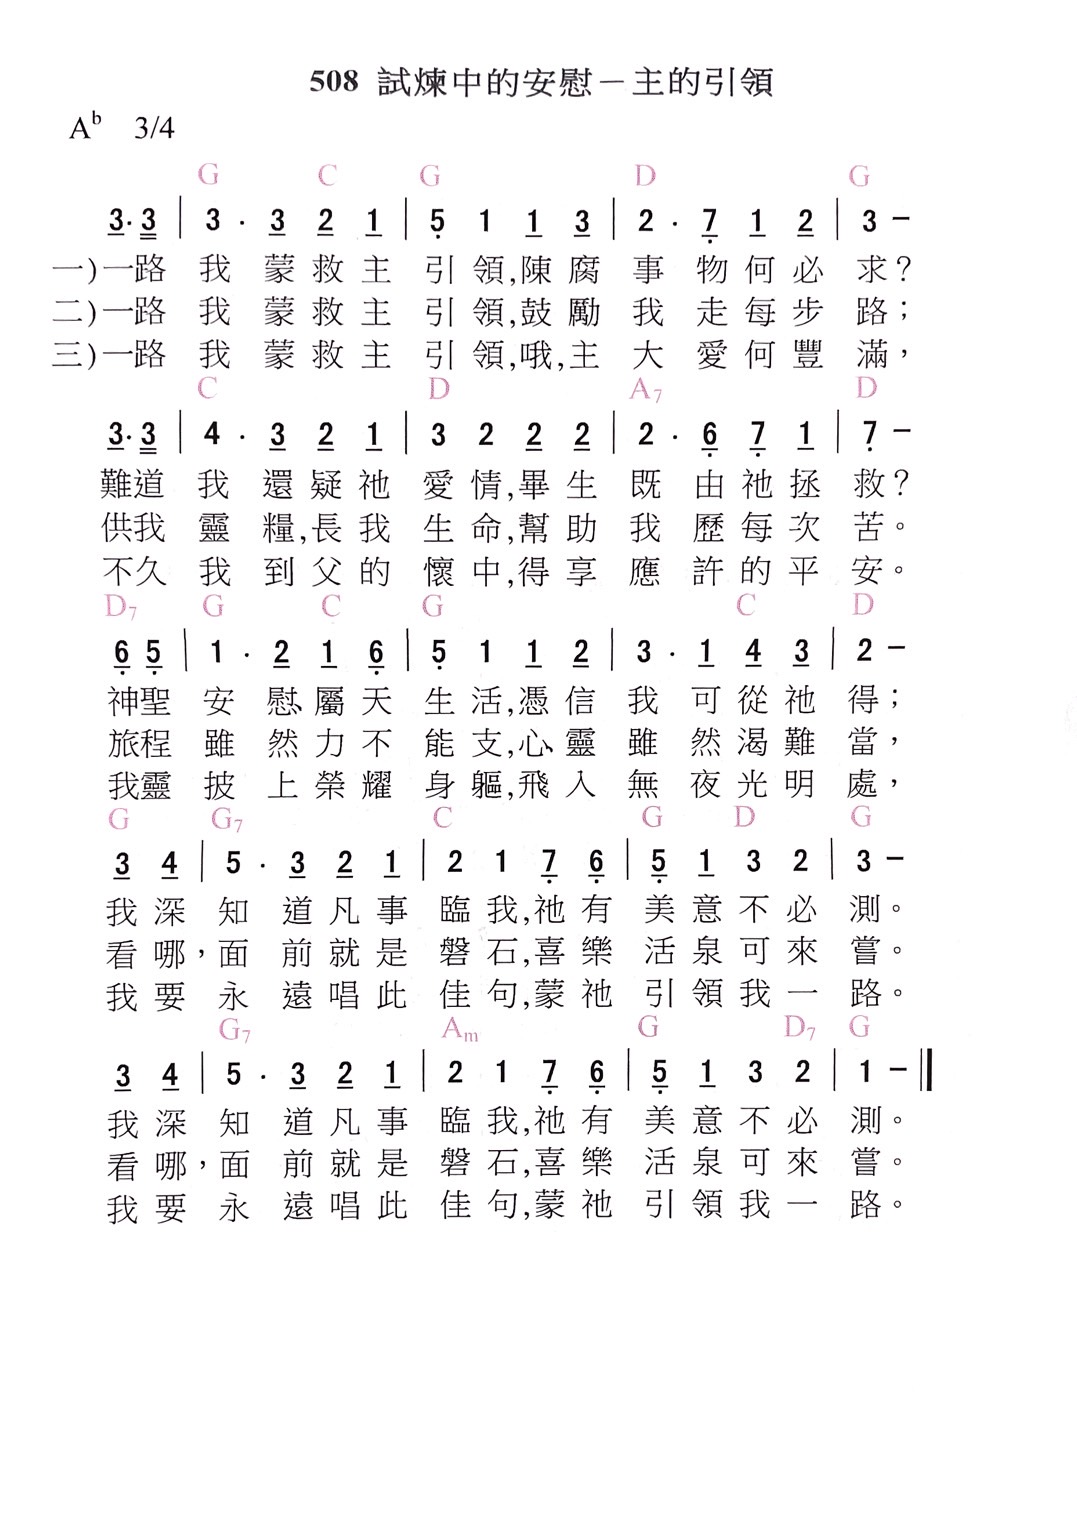 508 試煉中的安慰－主的引領
Aᵇ 3/4
G C G D G
3. 3 | 3 . 3 2 1 | 5 1 1 3 | 2 . 7 1 2 | 3 －
一)一路 我 蒙 救 主 引 領,陳 腐 事 物 何 必 求？
二)一路 我 蒙 救 主 引 領,鼓 勵 我 走 每 步 路；
三)一路 我 蒙 救 主 引 領,哦,主 大 愛 何 豐 滿，
C D A7 D
3. 3 | 4 . 3 2 1 | 3 2 2 2 | 2 . 6 7 1 | 7 －
難道 我 還 疑 祂 愛 情,畢 生 既 由 祂 拯 救？
供我 靈 糧,長 我 生 命,幫 助 我 歷 每 次 苦。
不久 我 到 父 的 懷 中,得 享 應 許 的 平 安。
D7 G C G C D
6 5 | 1 . 2 1 6 | 5 1 1 2 | 3 . 1 4 3 | 2 －
神聖 安 慰、屬 天 生 活,憑 信 我 可 從 祂 得；
旅程 雖 然 力 不 能 支,心、靈 雖 然 渴 難 當，
我靈 披 上 榮 耀 身 軀,飛 入 無 夜 光 明 處，
G G7 C G D G
3 4 | 5 . 3 2 1 | 2 1 7 6 | 5 1 3 2 | 3 －
我 深 知 道 凡 事 臨 我,祂 有 美 意 不 必 測。
看 哪，面 前 就 是 磐 石,喜 樂 活 泉 可 來 嘗。
我 要 永 遠 唱 此 佳 句,蒙 祂 引 領 我 一 路。
G7 Am G D7 G
3 4 | 5 . 3 2 1 | 2 1 7 6 | 5 1 3 2 | 1 － ‖
我 深 知 道 凡 事 臨 我,祂 有 美 意 不 必 測。
看 哪，面 前 就 是 磐 石,喜 樂 活 泉 可 來 嘗。
我 要 永 遠 唱 此 佳 句,蒙 祂 引 領 我 一 路。